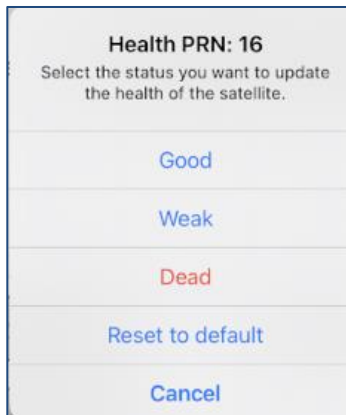 Health PRN: 16
Select the status you want to update
the health of the satellite.
Good
Weak
Dead
Reset to default
Cancel